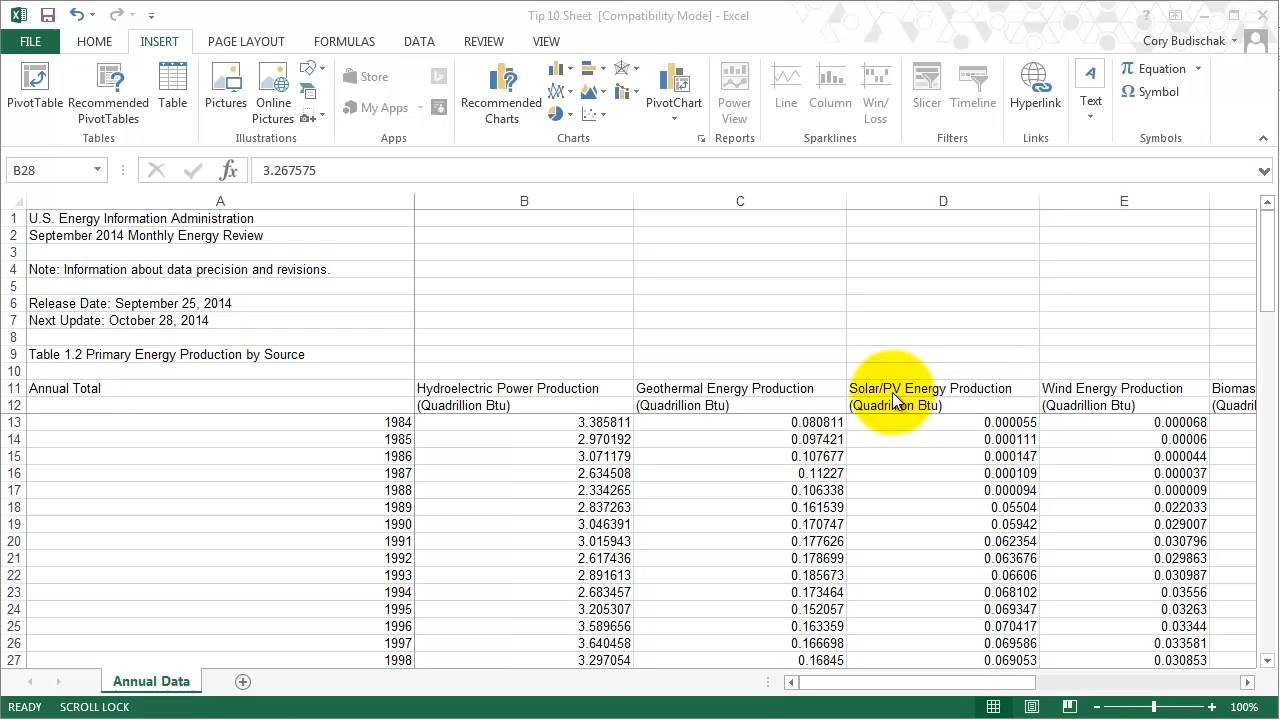 Tip 10 Sheet [Compatibility Mode] - Excel
FILE HOME INSERT PAGE LAYOUT FORMULAS DATA REVIEW VIEW Cory Budischak
PivotTable Recommended PivotTables Table Pictures Online Pictures Store My Apps Recommended Charts PivotChart Power View Line Column Win/Loss Slicer Timeline Hyperlink Text Equation Symbol
Tables Illustrations Apps Charts Reports Sparklines Filters Links Symbols
B28 fx 3.267575
A B C D E
1 U.S. Energy Information Administration
2 September 2014 Monthly Energy Review
3
4 Note: Information about data precision and revisions.
5
6 Release Date: September 25, 2014
7 Next Update: October 28, 2014
8
9 Table 1.2 Primary Energy Production by Source
10
11 Annual Total Hydroelectric Power Production Geothermal Energy Production Solar/PV Energy Production Wind Energy Production Biomas
12 (Quadrillion Btu) (Quadrillion Btu) (Quadrillion Btu) (Quadrillion Btu) (Quadril
13 1984 3.385811 0.080811 0.000055 0.000068
14 1985 2.970192 0.097421 0.000111 0.00006
15 1986 3.071179 0.107677 0.000147 0.000044
16 1987 2.634508 0.11227 0.000109 0.000037
17 1988 2.334265 0.106338 0.000094 0.000009
18 1989 2.837263 0.161539 0.05504 0.022033
19 1990 3.046391 0.170747 0.05942 0.029007
20 1991 3.015943 0.177626 0.062354 0.030796
21 1992 2.617436 0.178699 0.063676 0.029863
22 1993 2.891613 0.185673 0.06606 0.030987
23 1994 2.683457 0.173464 0.068102 0.03556
24 1995 3.205307 0.152057 0.069347 0.03263
25 1996 3.589656 0.163359 0.070417 0.03344
26 1997 3.640458 0.166698 0.069586 0.033581
27 1998 3.297054 0.16845 0.069053 0.030853
Annual Data
READY SCROLL LOCK 100%